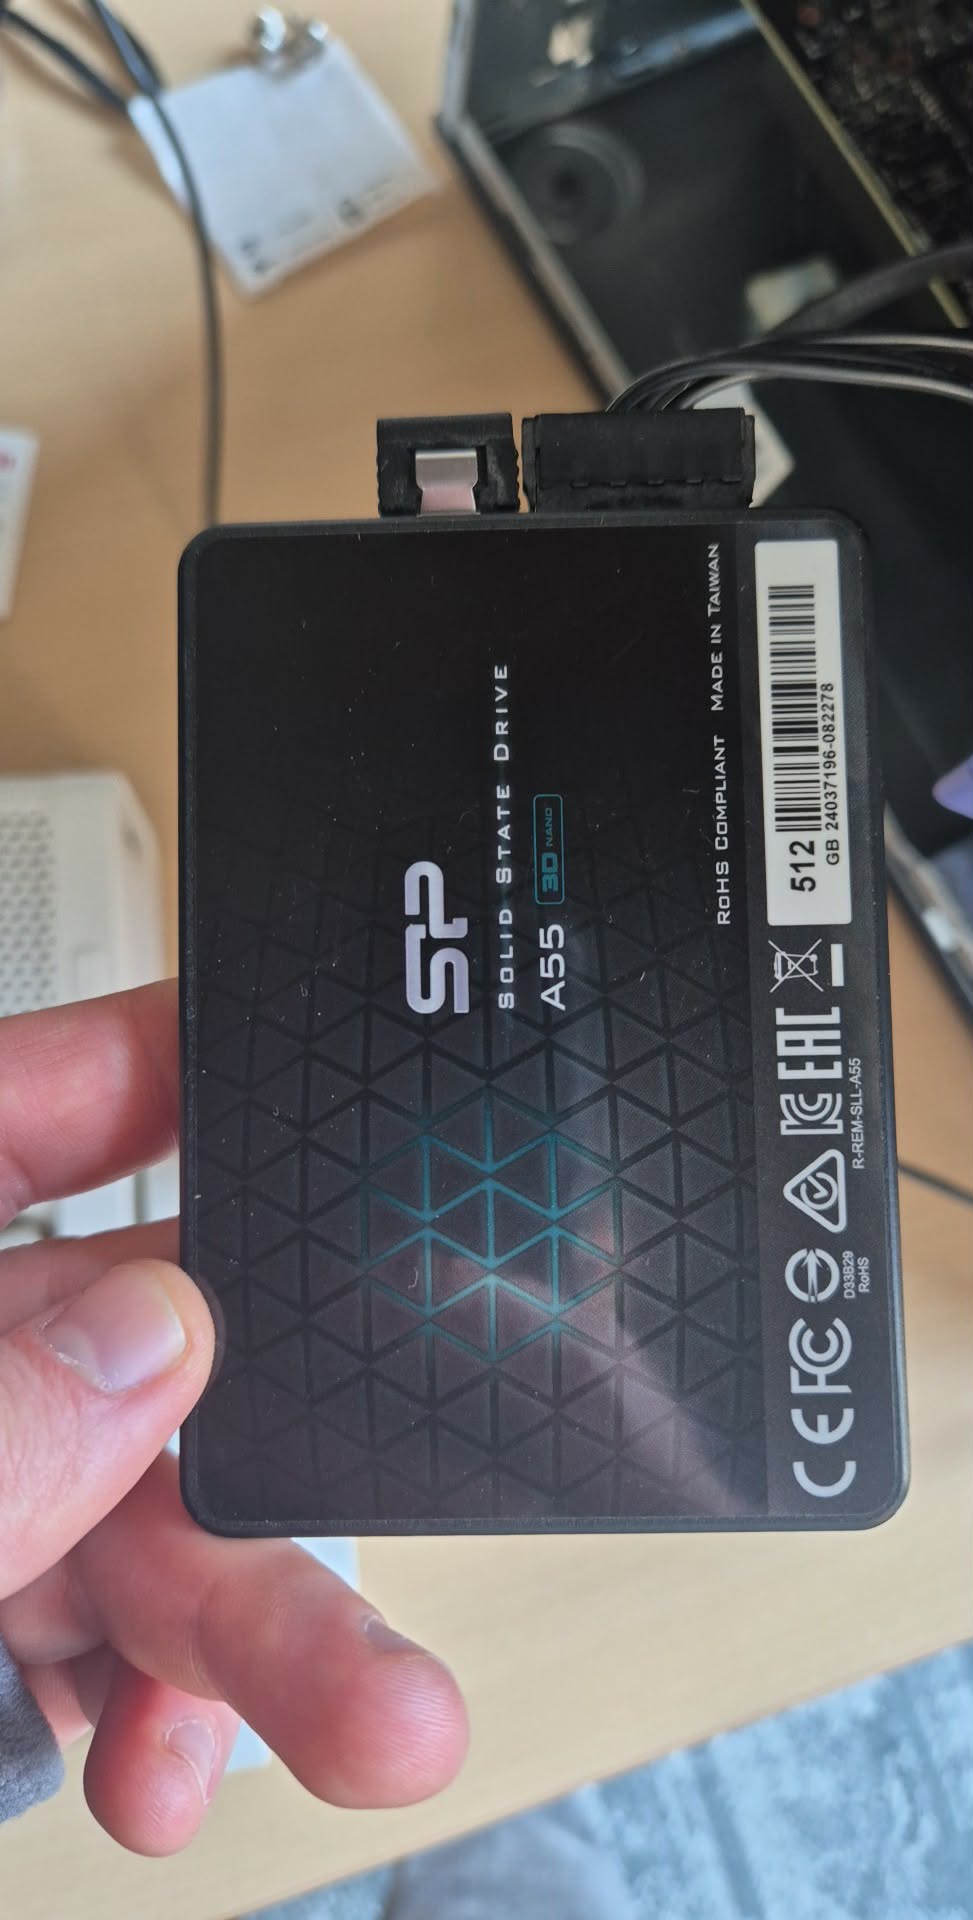 SP
SOLID STATE DRIVE
A55 3D NAND
ROHS COMPLIANT MADE IN TAIWAN
512
GB 24037196-082278
CE FC EAC
D33B29
RoHS
R-REM-SLL-A55